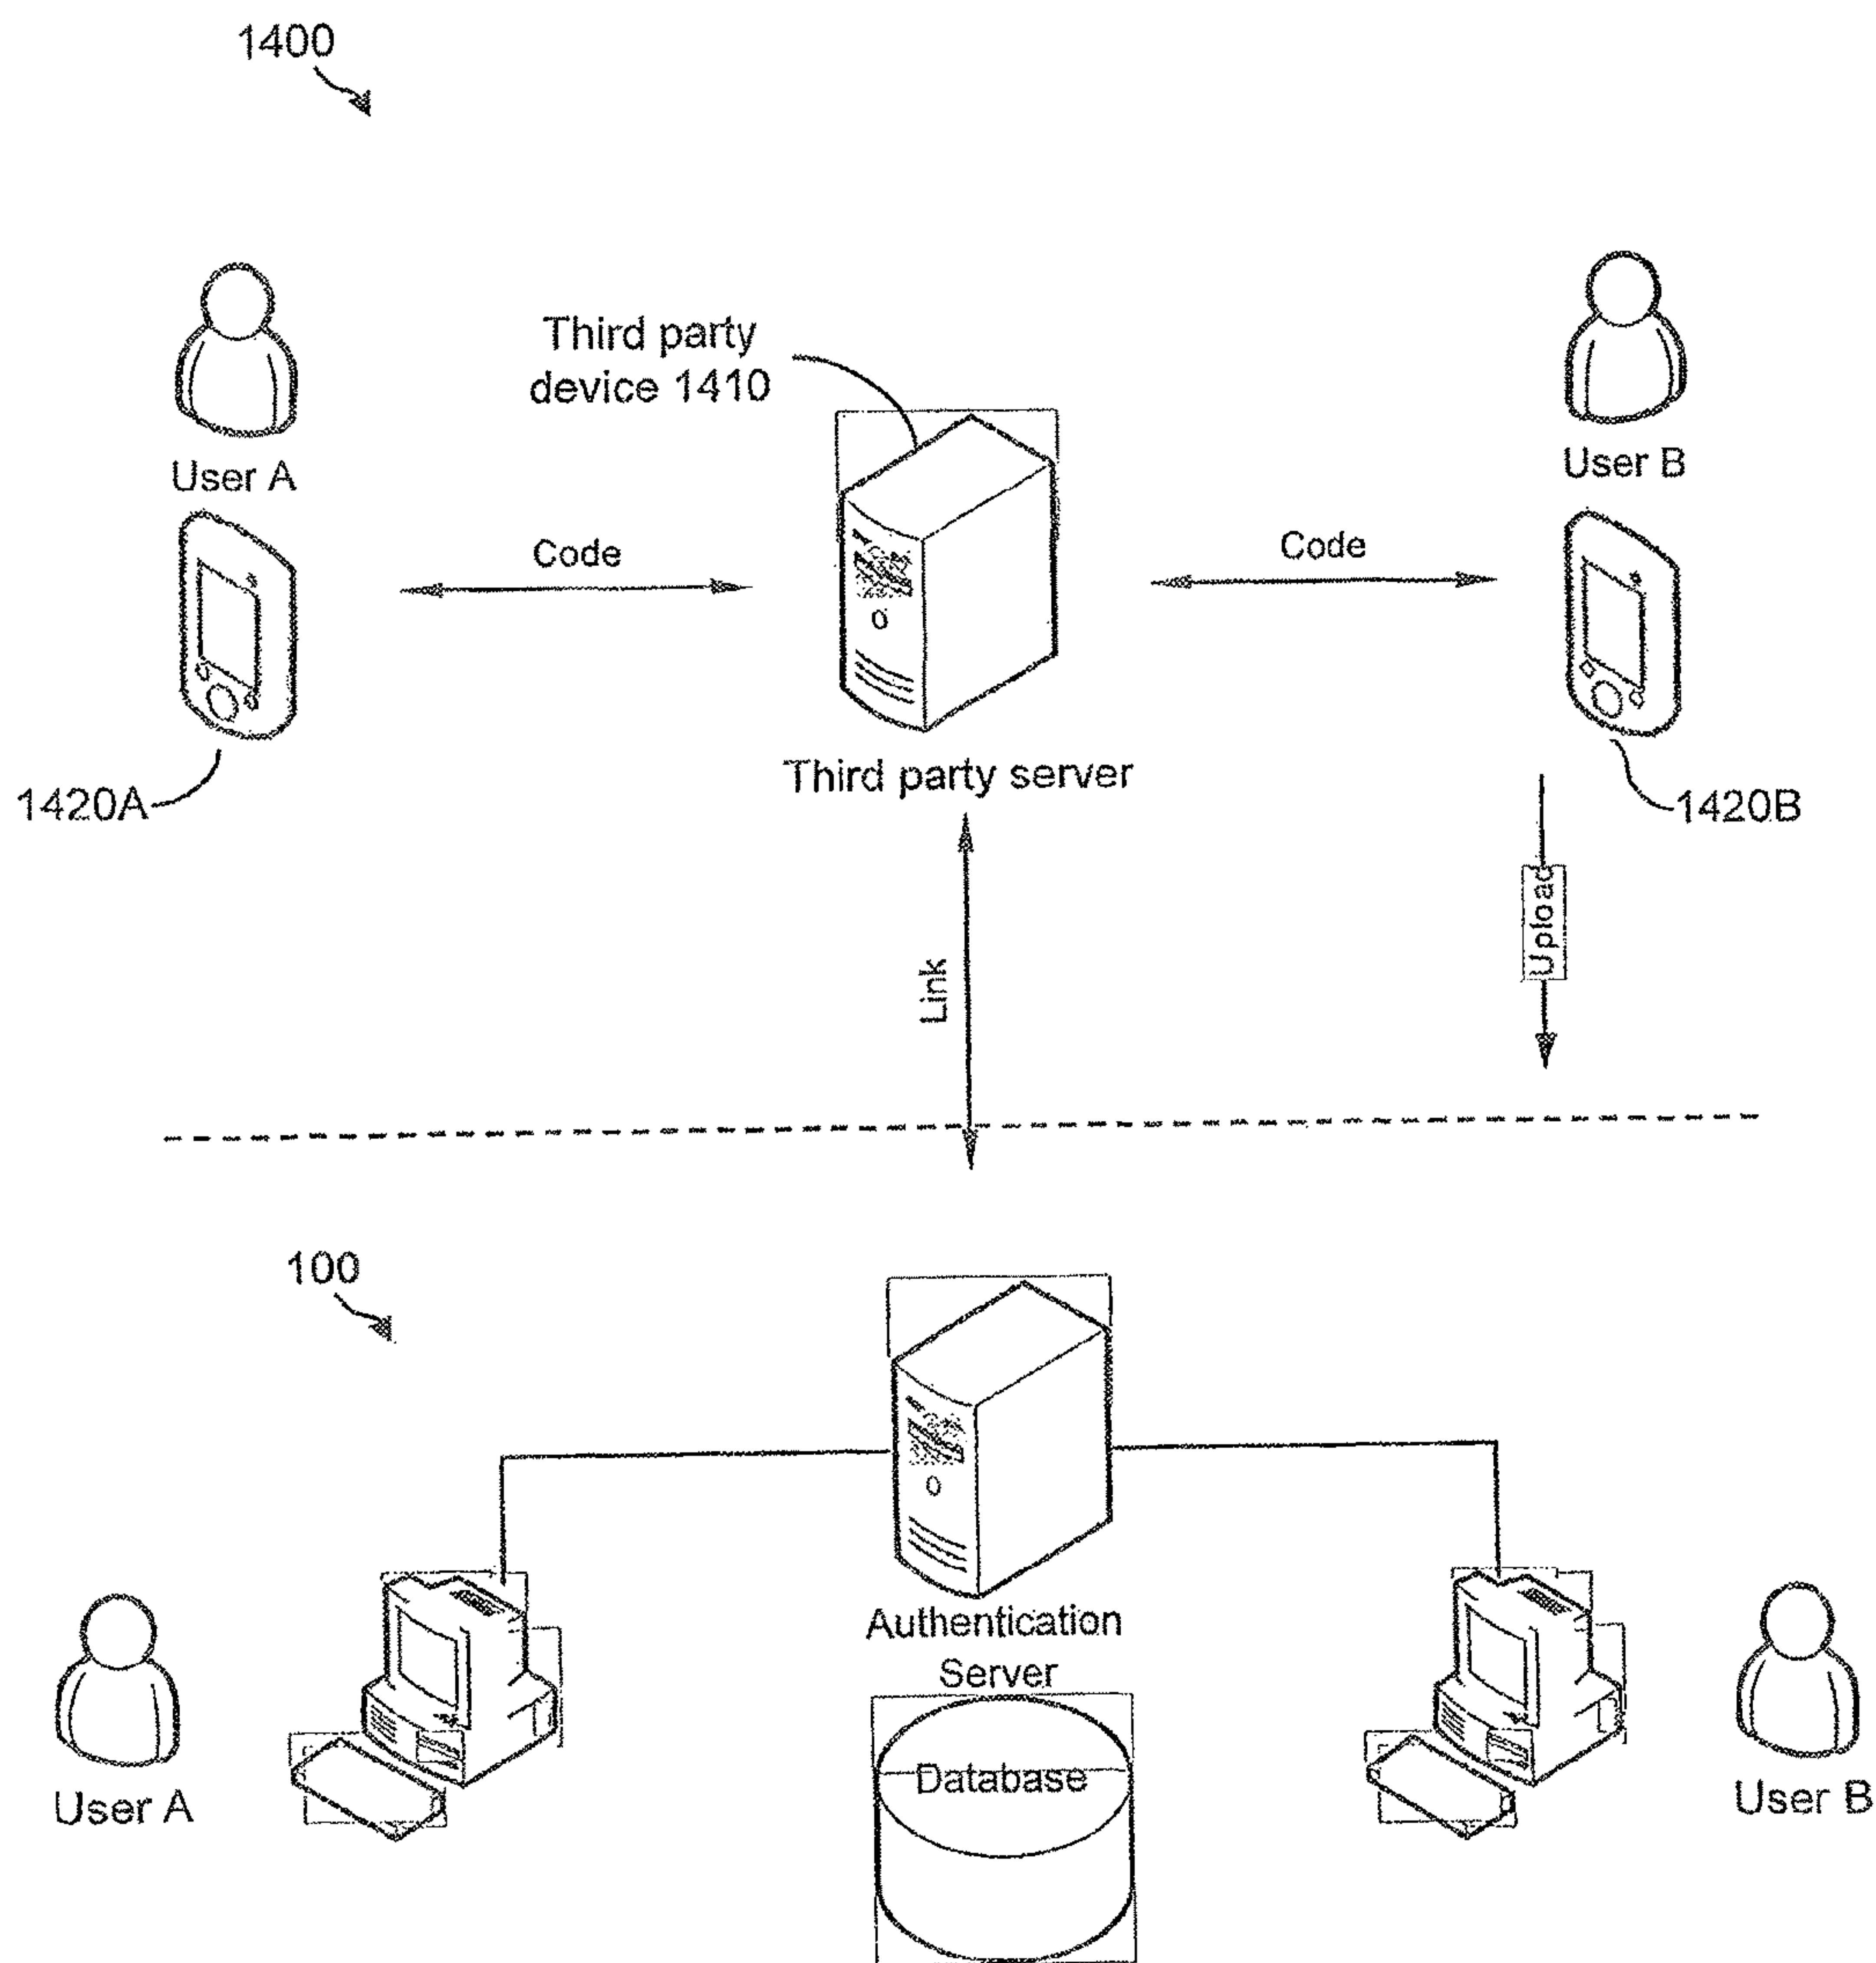 1400
Third party
device 1410
User A
User B
Code
Code
Third party server
1420A
1420B
Upload
Link
100
Authentication
Server
Database
User A
User B